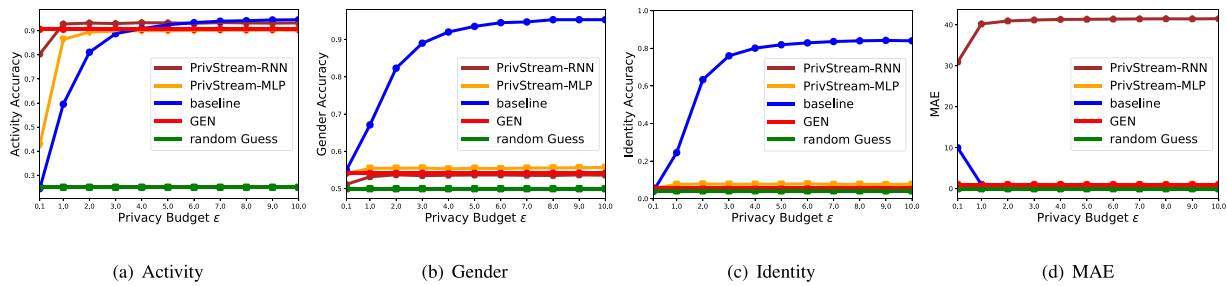 Activity Accuracy
0.9
0.8
0.7
0.6
0.5
0.4
0.3
PrivStream-RNN
PrivStream-MLP
baseline
GEN
random Guess
0.1 1.0 2.0 3.0 4.0 5.0 6.0 7.0 8.0 9.0 10.0
Privacy Budget ε
(a) Activity
Gender Accuracy
1.0
0.9
0.8
0.7
0.6
0.5
PrivStream-RNN
PrivStream-MLP
baseline
GEN
random Guess
0.1 1.0 2.0 3.0 4.0 5.0 6.0 7.0 8.0 9.0 10.0
Privacy Budget ε
(b) Gender
Identity Accuracy
1.0
0.8
0.6
0.4
0.2
0.0
PrivStream-RNN
PrivStream-MLP
baseline
GEN
random Guess
0.1 1.0 2.0 3.0 4.0 5.0 6.0 7.0 8.0 9.0 10.0
Privacy Budget ε
(c) Identity
MAE
40
30
20
10
0
PrivStream-RNN
PrivStream-MLP
baseline
GEN
random Guess
0.1 1.0 2.0 3.0 4.0 5.0 6.0 7.0 8.0 9.0 10.0
Privacy Budget ε
(d) MAE